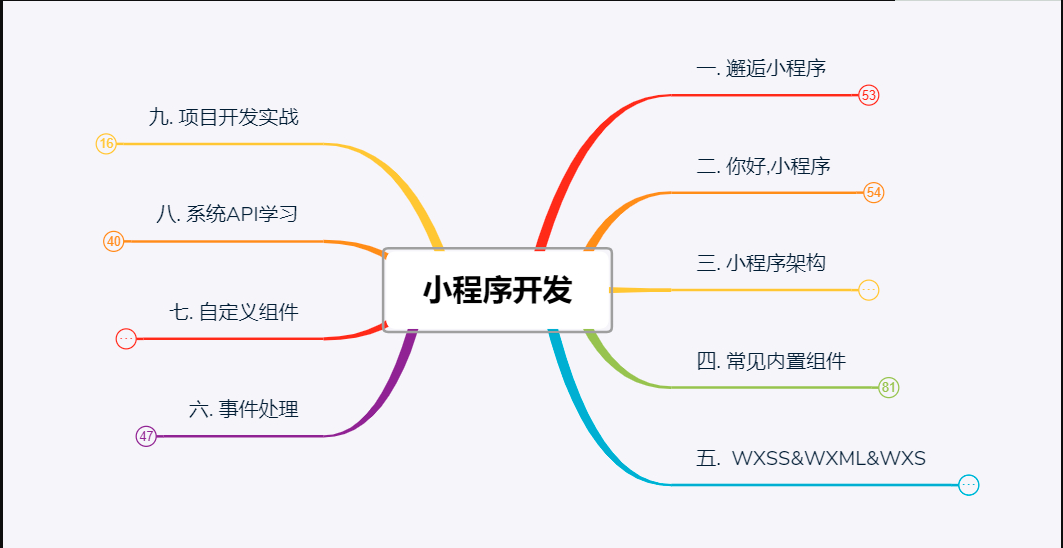 小程序开发
一. 邂逅小程序
53
二. 你好,小程序
54
三. 小程序架构
...
四. 常见内置组件
81
五. WXSS&WXML&WXS
...
六. 事件处理
47
七. 自定义组件
...
八. 系统API学习
40
九. 项目开发实战
16